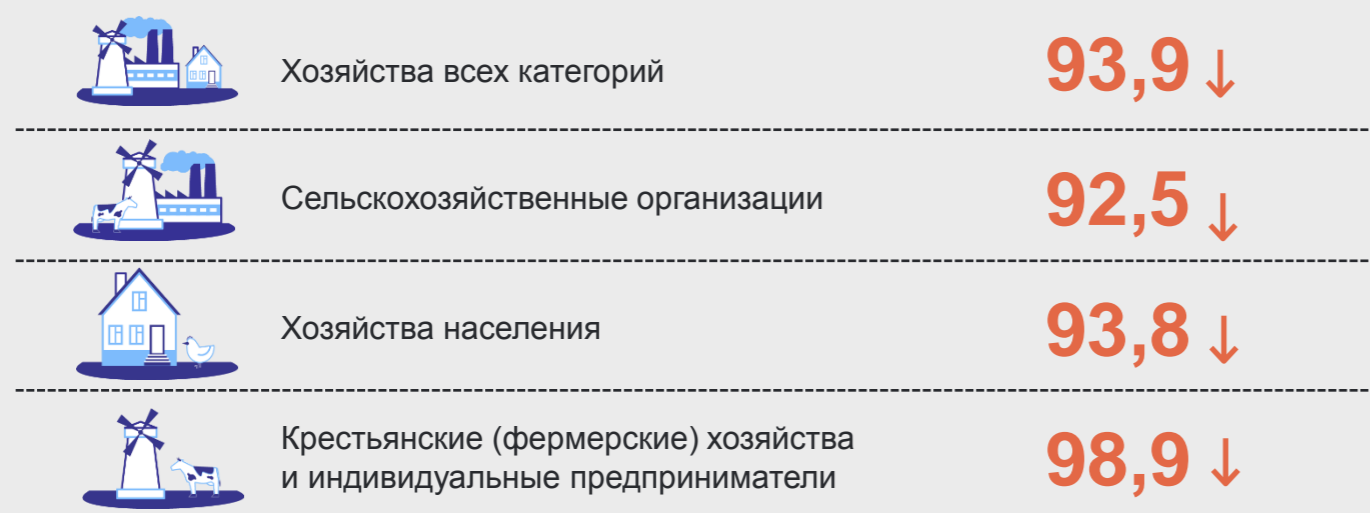 Хозяйства всех категорий 93,9 ↓
Сельскохозяйственные организации 92,5 ↓
Хозяйства населения 93,8 ↓
Крестьянские (фермерские) хозяйства
и индивидуальные предприниматели 98,9 ↓